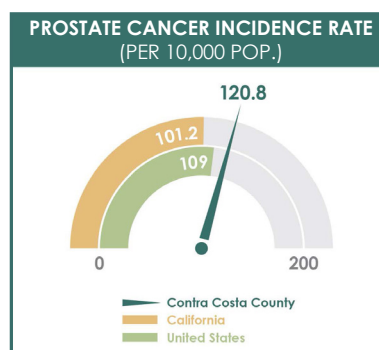 PROSTATE CANCER INCIDENCE RATE
(PER 10,000 POP.)
120.8
101.2
109
0
200
Contra Costa County
California
United States